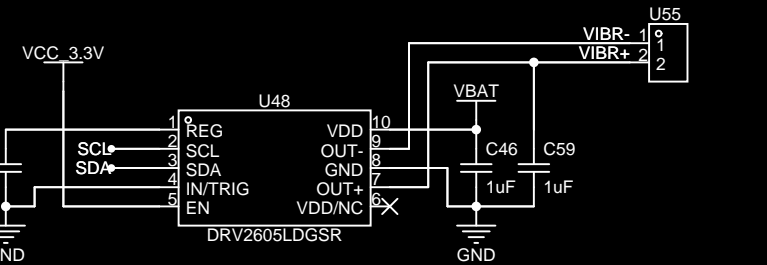 U55
VIBR- 1 1
VIBR+ 2 2
VCC_3.3V
VBAT
U48
1 REG VDD 10
SCL 2 SCL OUT- 9
SDA 3 SDA GND 8
4 IN/TRIG OUT+ 7
5 EN VDD/NC 6
DRV2605LDGSR
C46 C59
1uF 1uF
ND GND